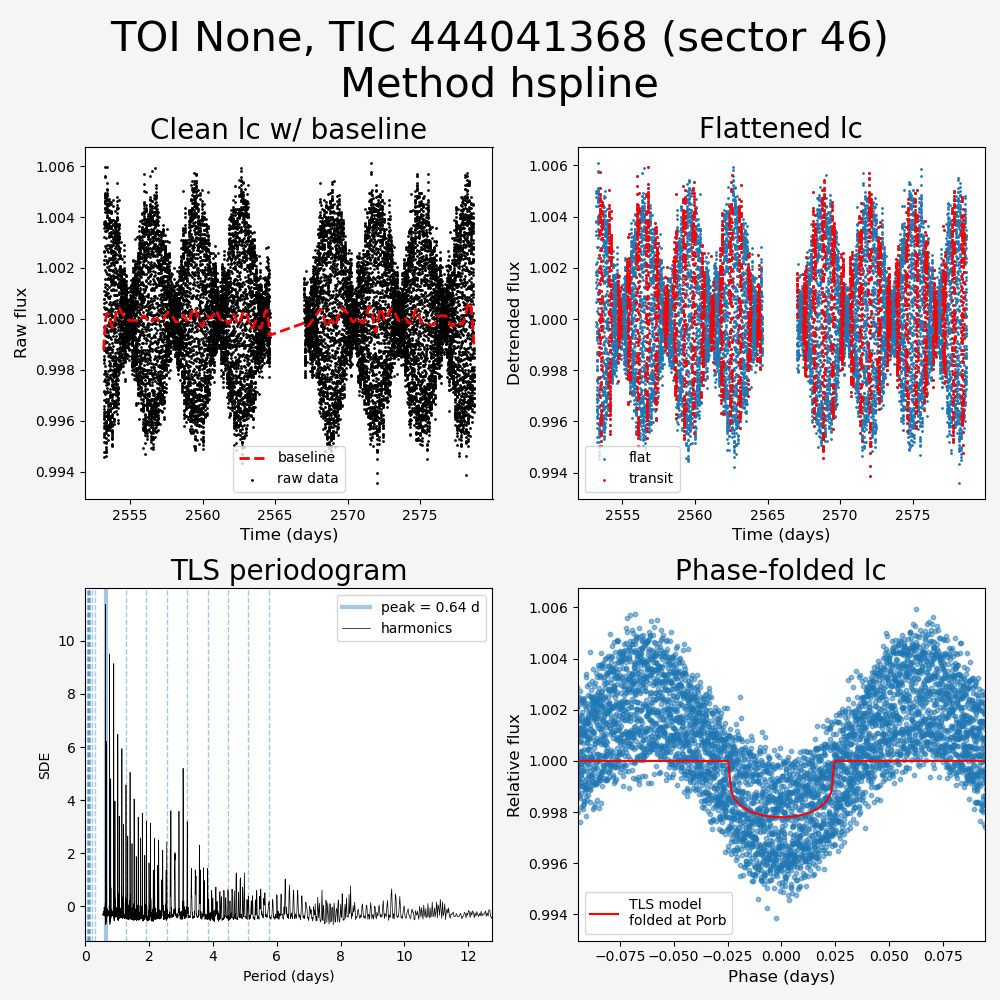 TOI None, TIC 444041368 (sector 46)
Method hspline
Clean lc w/ baseline
Raw flux
1.006
1.004
1.002
1.000
0.998
0.996
0.994
baseline
raw data
2555 2560 2565 2570 2575
Time (days)
Flattened lc
Detrended flux
1.006
1.004
1.002
1.000
0.998
0.996
0.994
flat
transit
2555 2560 2565 2570 2575
Time (days)
TLS periodogram
SDE
10
8
6
4
2
0
peak = 0.64 d
harmonics
0 2 4 6 8 10 12
Period (days)
Phase-folded lc
Relative flux
1.006
1.004
1.002
1.000
0.998
0.996
0.994
TLS model
folded at Porb
−0.075 −0.050 −0.025 0.000 0.025 0.050 0.075
Phase (days)